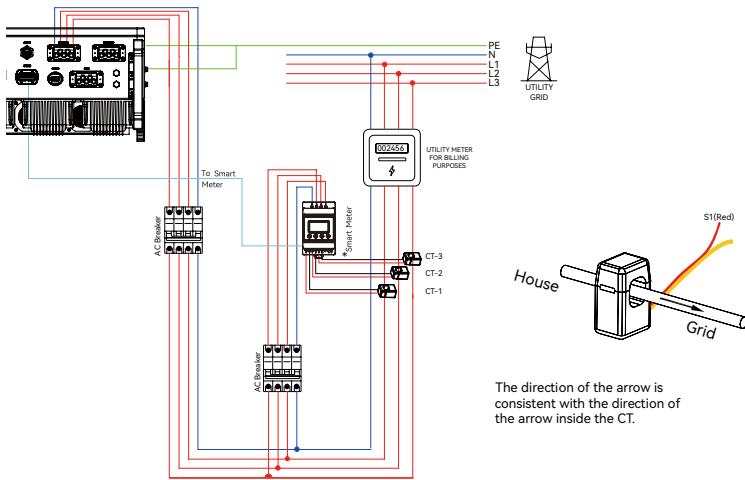 PE
N
L1
L2
L3
UTILITY
GRID
002456
UTILITY METER
FOR BILLING
PURPOSES
To Smart
Meter
AC Breaker
*Smart Meter
CT-3
CT-2
CT-1
AC Breaker
S1(Red)
House
Grid
The direction of the arrow is
consistent with the direction of
the arrow inside the CT.